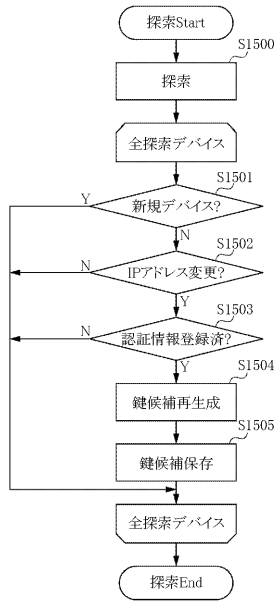 探索Start
S1500
探索
全探索デバイス
S1501
Y
新規デバイス?
N
S1502
N
IPアドレス変更?
Y
S1503
N
認証情報登録済?
Y
S1504
鍵候補再生成
S1505
鍵候補保存
全探索デバイス
探索End